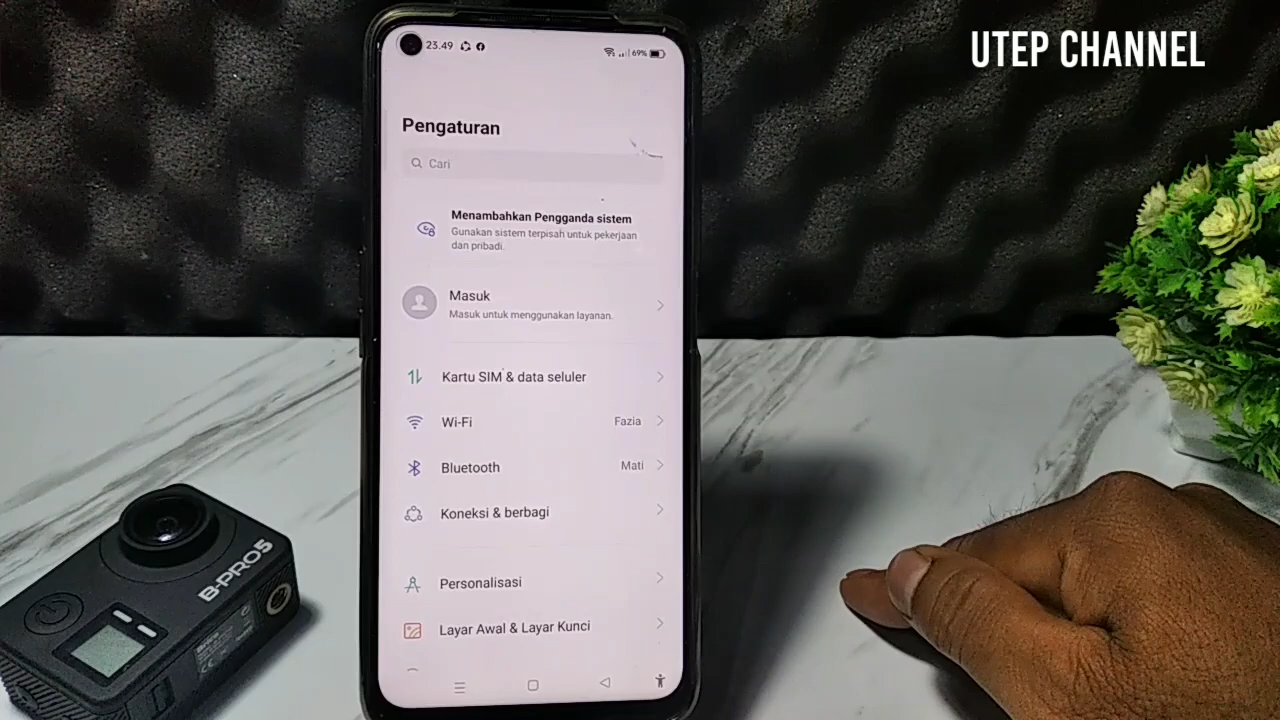 UTEP CHANNEL
23.49
69%
Pengaturan
Cari
Menambahkan Pengganda sistem
Gunakan sistem terpisah untuk pekerjaan
dan pribadi.
Masuk
Masuk untuk menggunakan layanan.
Kartu SIM & data seluler
Wi-Fi Fazia
Bluetooth Mati
Koneksi & berbagi
Personalisasi
Layar Awal & Layar Kunci
B-PRO5